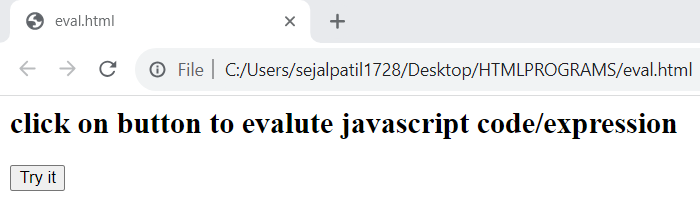 eval.html
File | C:/Users/sejalpatil1728/Desktop/HTMLPROGRAMS/eval.html
click on button to evalute javascript code/expression
Try it